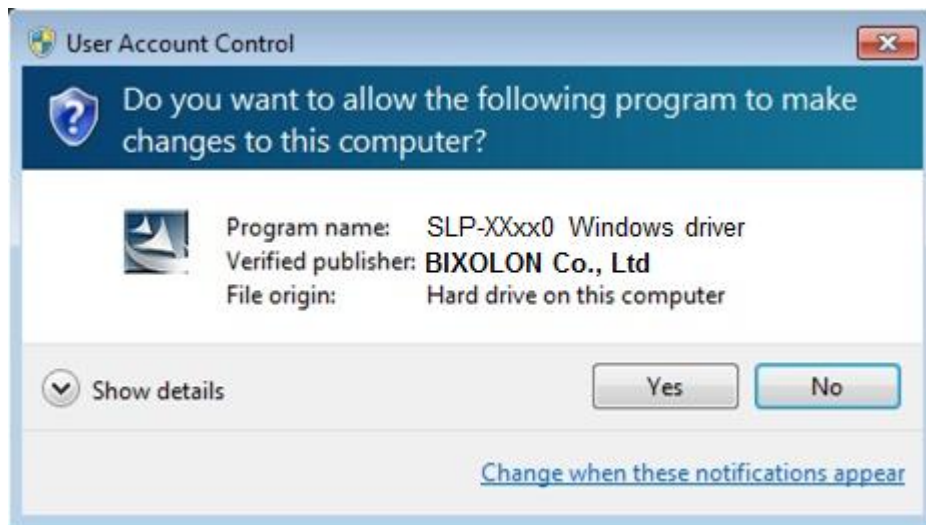 User Account Control
Do you want to allow the following program to make
changes to this computer?
Program name: SLP-XXxx0 Windows driver
Verified publisher: BIXOLON Co., Ltd
File origin: Hard drive on this computer
Show details Yes No
Change when these notifications appear